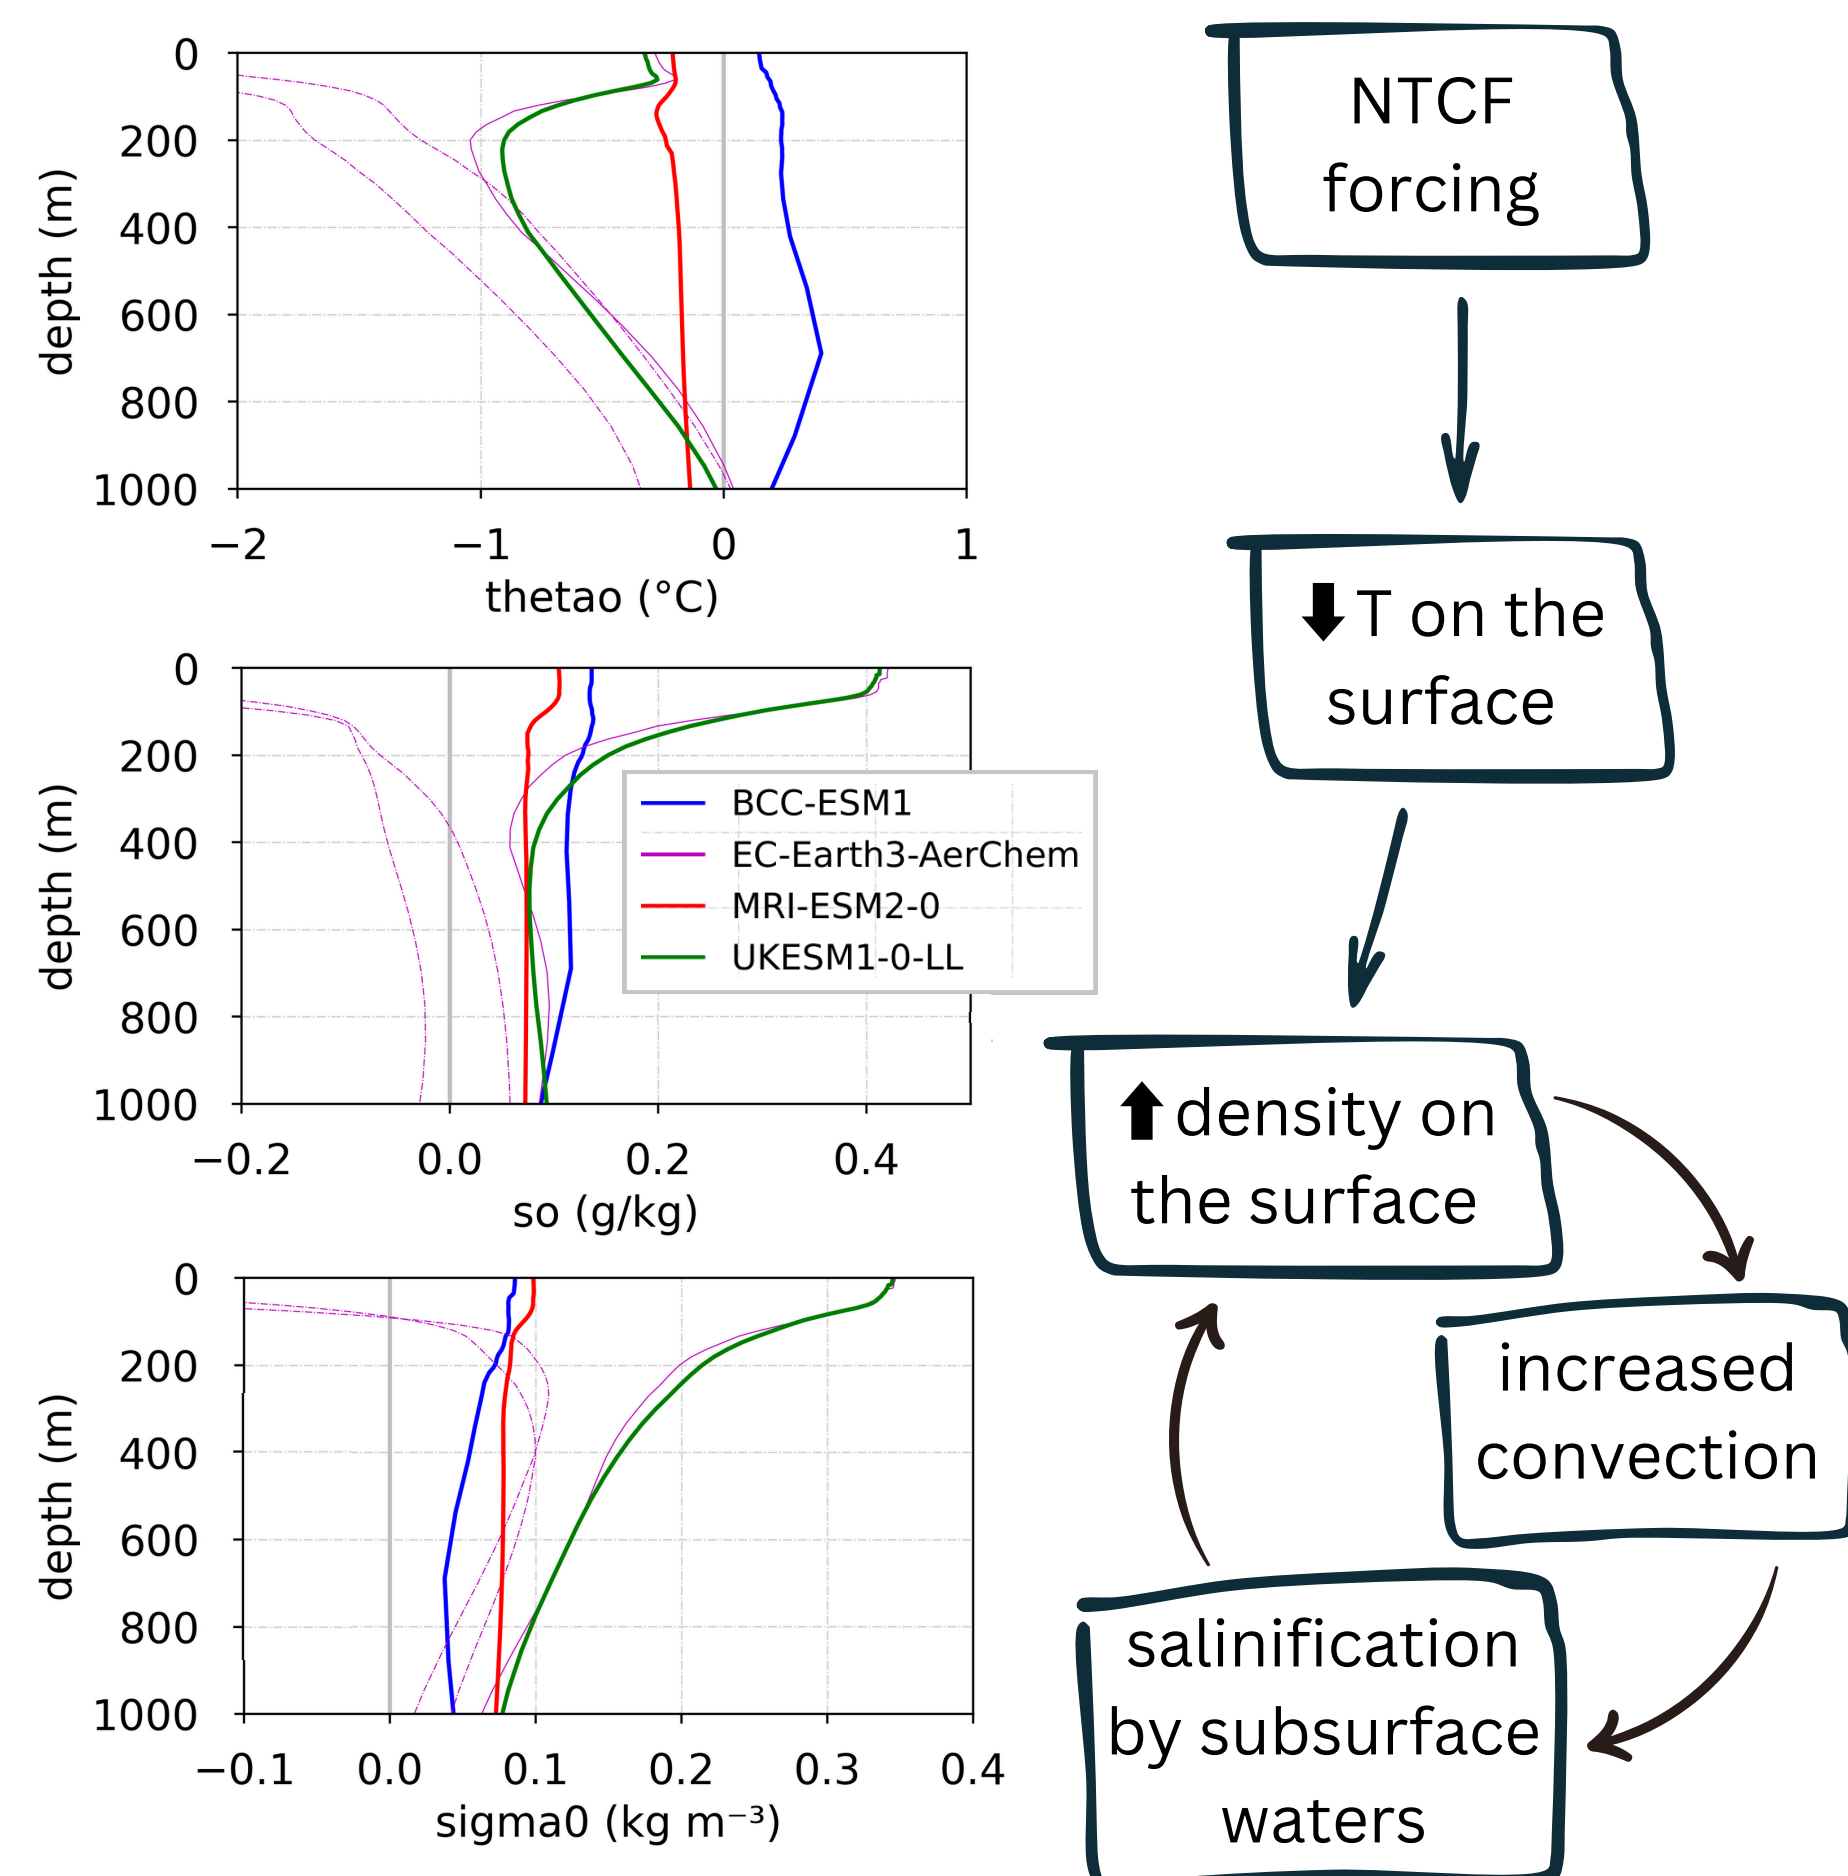 0
200
400
600
800
1000
depth (m)
−2
−1
0
1
thetao (°C)
0
200
400
600
800
1000
depth (m)
BCC-ESM1
EC-Earth3-AerChem
MRI-ESM2-0
UKESM1-0-LL
−0.2
0.0
0.2
0.4
so (g/kg)
0
200
400
600
800
1000
depth (m)
−0.1
0.0
0.1
0.2
0.3
0.4
sigma0 (kg m⁻³)
NTCF
forcing
⬇T on the
surface
⬆density on
the surface
increased
convection
salinification
by subsurface
waters